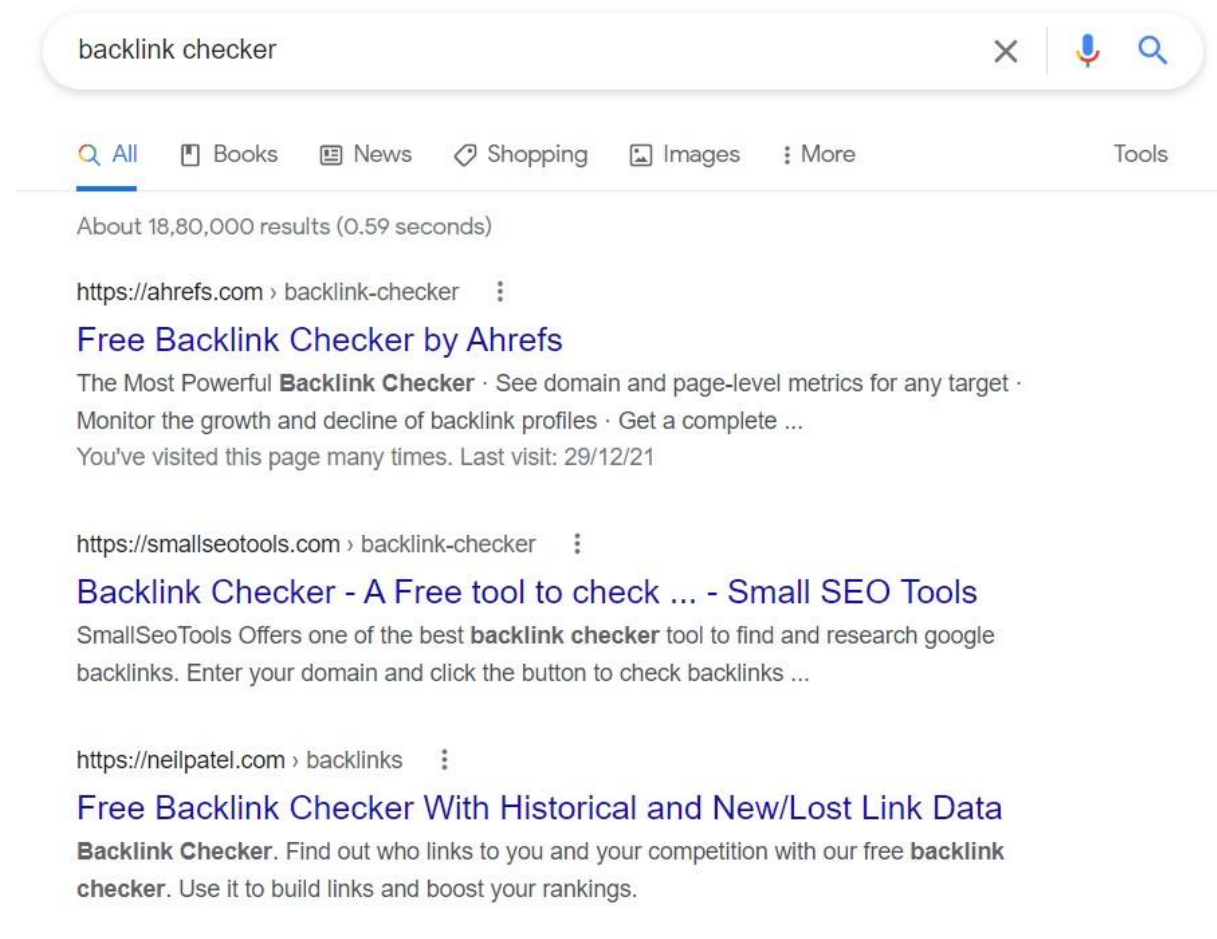 backlink checker
All Books News Shopping Images More Tools
About 18,80,000 results (0.59 seconds)
https://ahrefs.com › backlink-checker
Free Backlink Checker by Ahrefs
The Most Powerful Backlink Checker · See domain and page-level metrics for any target ·
Monitor the growth and decline of backlink profiles · Get a complete ...
You've visited this page many times. Last visit: 29/12/21
https://smallseotools.com › backlink-checker
Backlink Checker - A Free tool to check ... - Small SEO Tools
SmallSeoTools Offers one of the best backlink checker tool to find and research google
backlinks. Enter your domain and click the button to check backlinks ...
https://neilpatel.com › backlinks
Free Backlink Checker With Historical and New/Lost Link Data
Backlink Checker. Find out who links to you and your competition with our free backlink
checker. Use it to build links and boost your rankings.